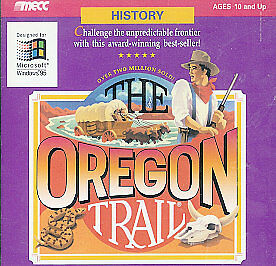 mecc
HISTORY
AGES 10 and Up
Challenge the unpredictable frontier
with this award-winning best-seller!
Designed for
Microsoft®
Windows®95
OVER TWO MILLION SOLD!
THE
OREGON
TRAIL®